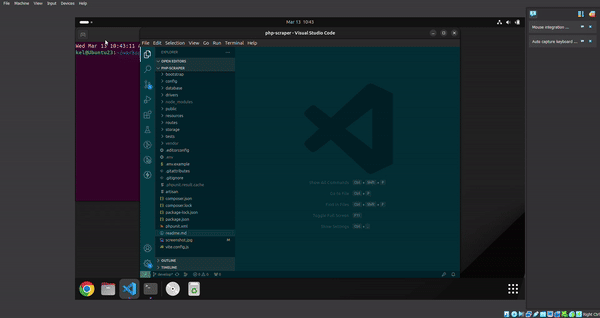 File Machine View Input Devices Help
Mar 13 10:43
Mouse integration ...
Auto capture keyboard ...
php-scraper - Visual Studio Code
File Edit Selection View Go Run Terminal Help
Wed Mar 13 10:43:11
kel@Ubuntu23:
EXPLORER
OPEN EDITORS
PHP-SCRAPER
bootstrap
config
database
drivers
node_modules
public
resources
routes
storage
tests
vendor
.editorconfig
.env
.env.example
.gitattributes
.gitignore
.phpunit.result.cache
artisan
composer.json
composer.lock
package-lock.json
package.json
phpunit.xml
readme.md
screenshot.jpg M
vite.config.js
OUTLINE
TIMELINE
Show All Commands
Go to File
Find in Files
Toggle Full Screen F11
Show Settings
develop*
0 0 0
Right Ctrl